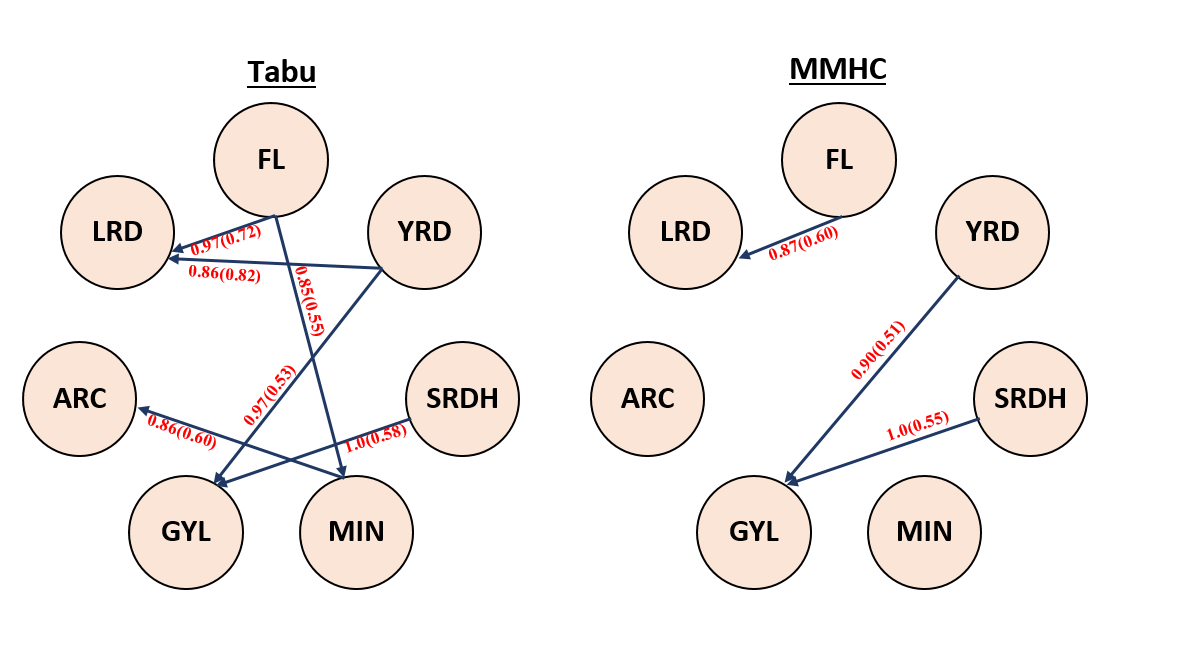 Tabu
FL
LRD
YRD
0.97(0.72)
0.86(0.82)
0.85(0.55)
0.97(0.53)
ARC
SRDH
0.86(0.60)
1.0(0.58)
GYL
MIN
MMHC
FL
LRD
YRD
0.87(0.60)
0.90(0.51)
ARC
SRDH
1.0(0.55)
GYL
MIN